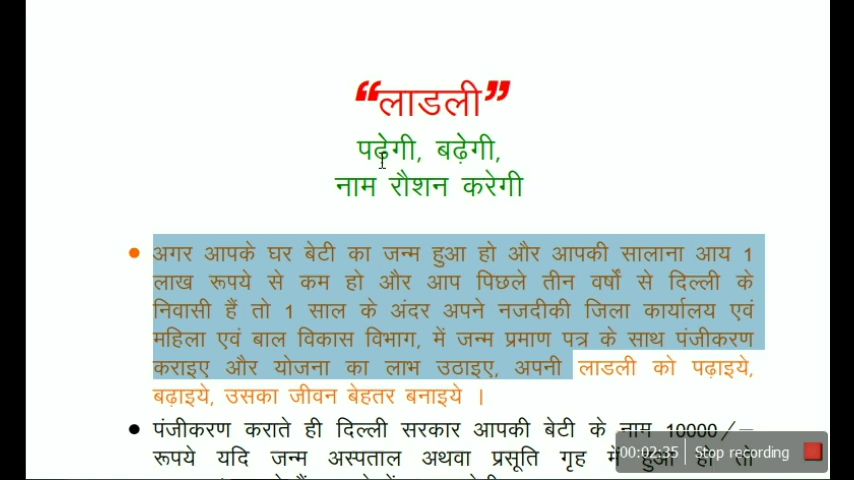 “लाडली”
पढ़ेगी, बढ़ेगी,
नाम रौशन करेगी
• अगर आपके घर बेटी का जन्म हुआ हो और आपकी सालाना आय 1
लाख रूपये से कम हो और आप पिछले तीन वर्षों से दिल्ली के
निवासी हैं तो 1 साल के अंदर अपने नजदीकी जिला कार्यालय एवं
महिला एवं बाल विकास विभाग, में जन्म प्रमाण पत्र के साथ पंजीकरण
कराइए और योजना का लाभ उठाइए, अपनी लाडली को पढ़ाइये,
बढ़ाइये, उसका जीवन बेहतर बनाइये ।
• पंजीकरण कराते ही दिल्ली सरकार आपकी बेटी के नाम 10000/–
रूपये यदि जन्म अस्पताल अथवा प्रसूति गृह में हुआ हो तो
00:02:35 Stop recording